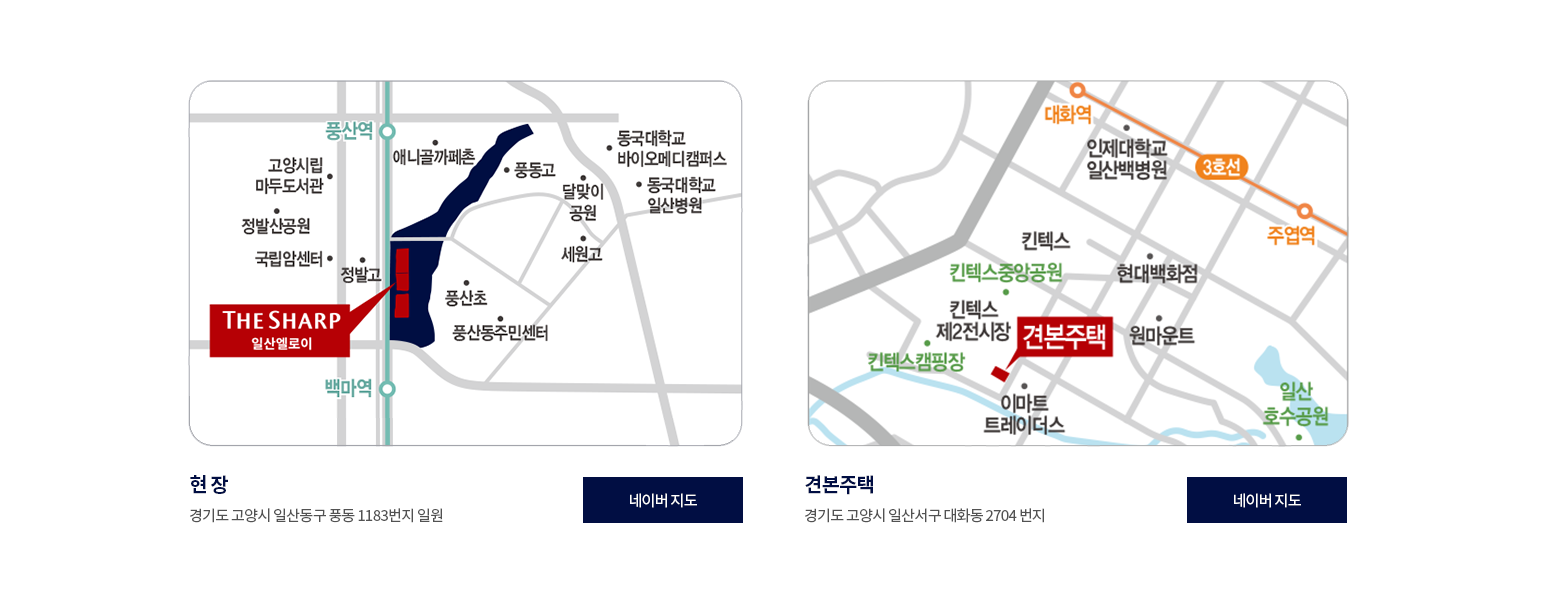 풍산역
애니골까페촌
고양시립
마두도서관
풍동고
동국대학교
바이오메디캠퍼스
달맞이
공원
동국대학교
일산병원
정발산공원
세원고
국립암센터
정발고
풍산초
THE SHARP
일산엘로이
풍산동주민센터
백마역
현 장
경기도 고양시 일산동구 풍동 1183번지 일원
네이버 지도
대화역
인제대학교
일산백병원
3호선
주엽역
킨텍스
킨텍스중앙공원
현대백화점
킨텍스
제2전시장
견본주택
원마운트
킨텍스캠핑장
이마트
트레이더스
일산
호수공원
견본주택
경기도 고양시 일산서구 대화동 2704 번지
네이버 지도